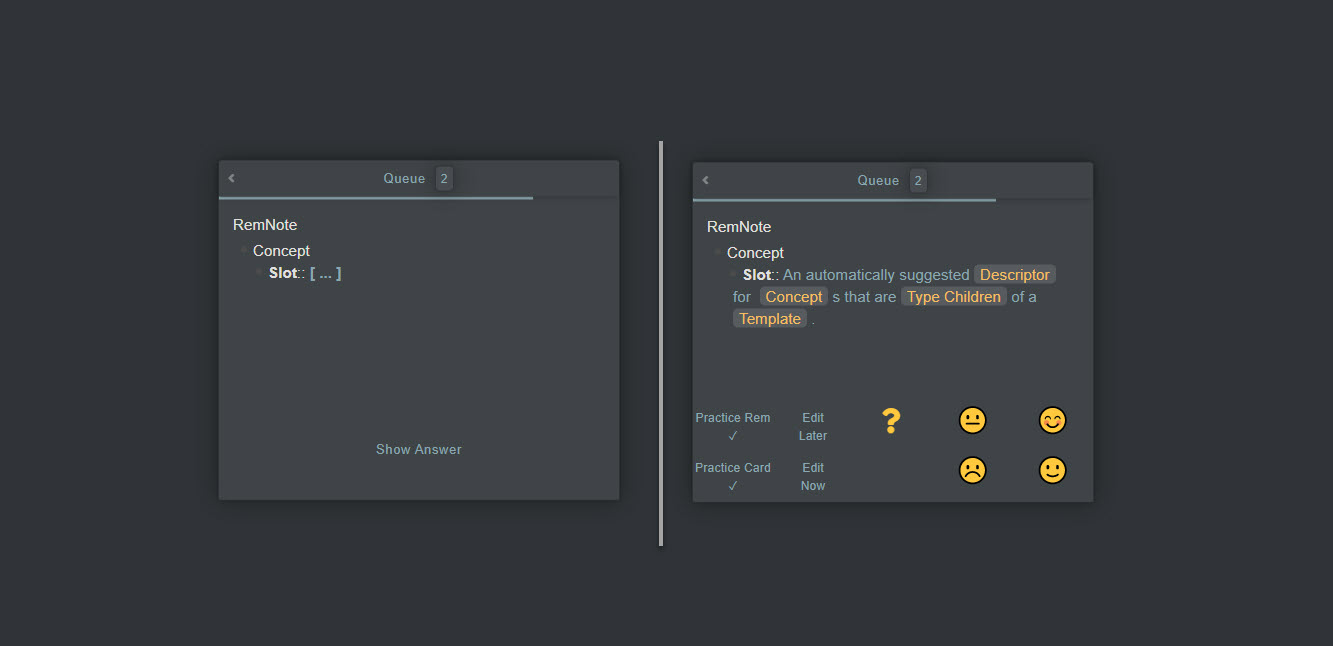 Queue 2
RemNote
Concept
Slot:: [ ... ]
Show Answer
Queue 2
RemNote
Concept
Slot:: An automatically suggested Descriptor
for Concept s that are Type Children of a
Template .
Practice Rem
✓
Edit
Later
Practice Card
✓
Edit
Now